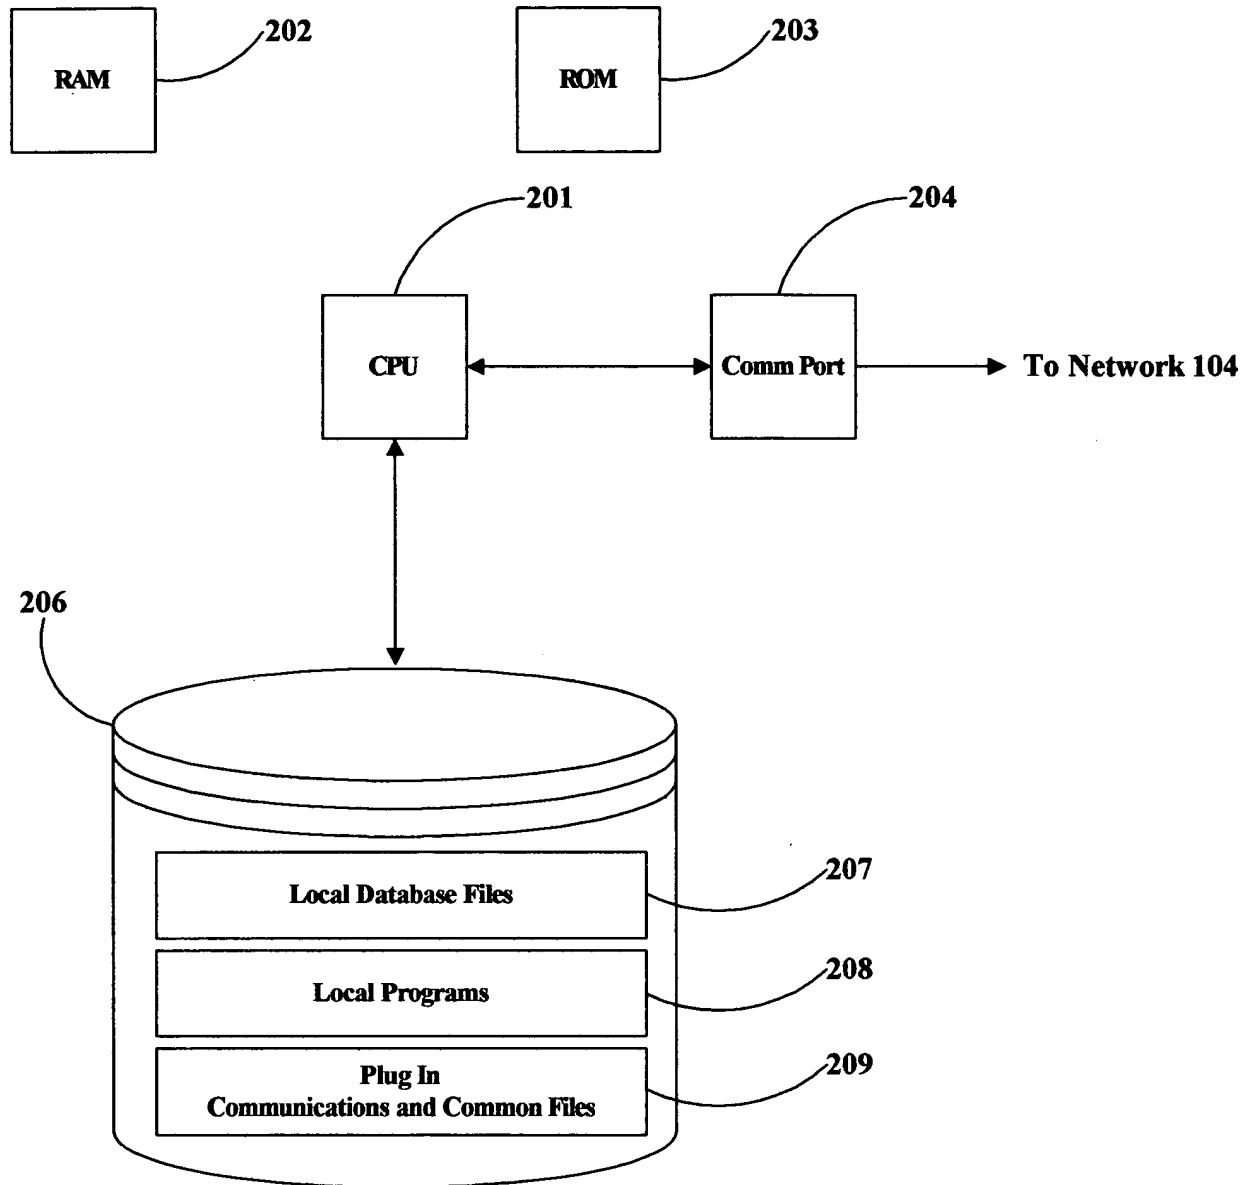 202
203
RAM
ROM
201
204
CPU
Comm Port
To Network 104
206
207
Local Database Files
208
Local Programs
209
Plug In
Communications and Common Files